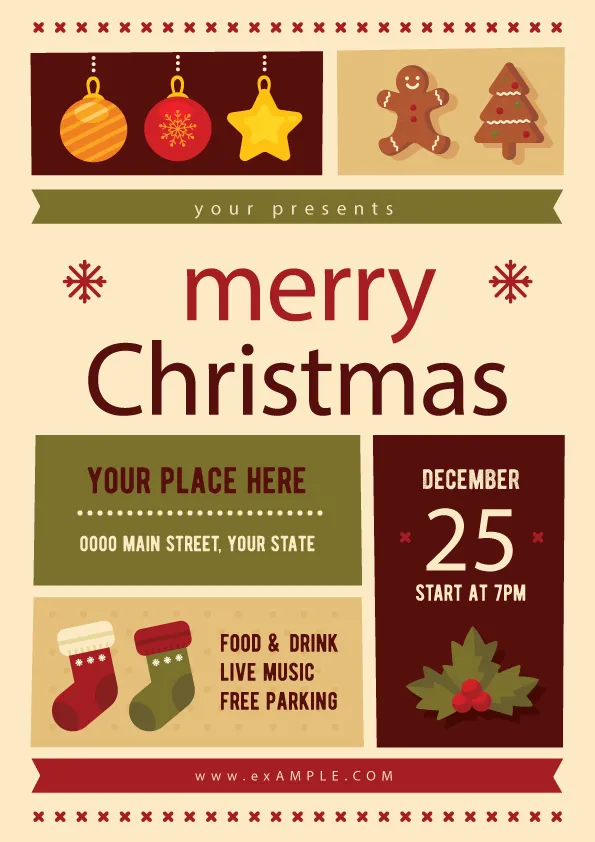 your presents
merry
Christmas
YOUR PLACE HERE
0000 MAIN STREET, YOUR STATE
DECEMBER
25
START AT 7PM
FOOD & DRINK
LIVE MUSIC
FREE PARKING
www.exAMPLE.COM